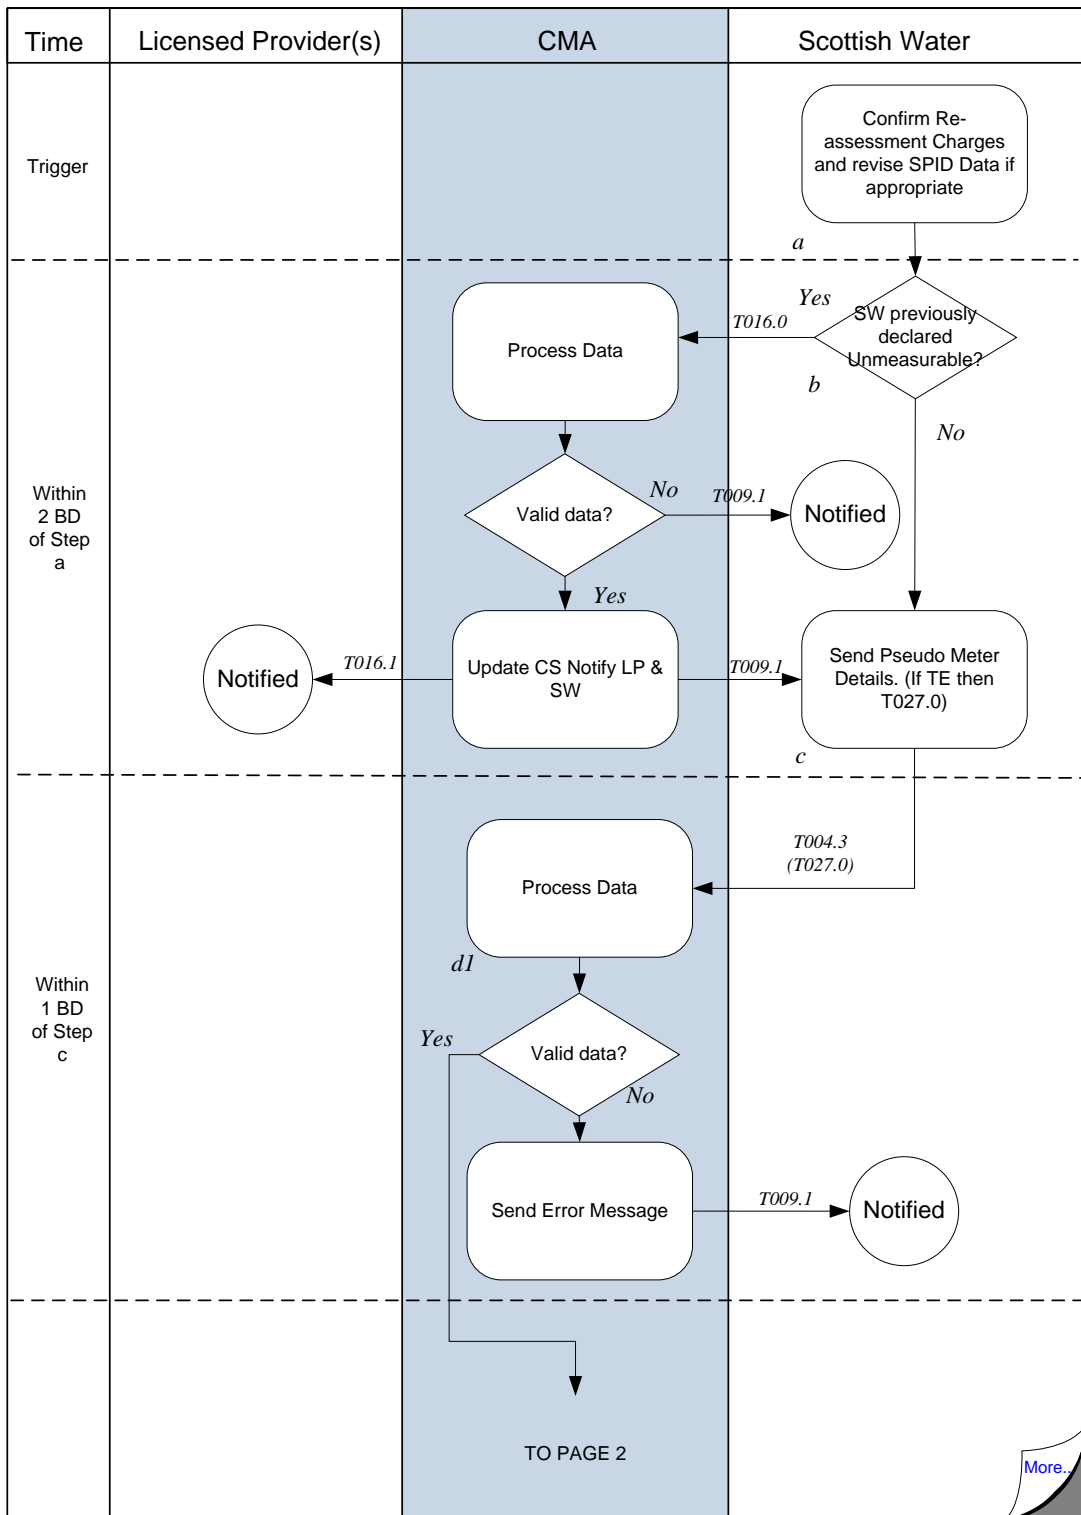 Time
Licensed Provider(s)
CMA
Scottish Water
Trigger
Confirm Re-
assessment Charges
and revise SPID Data if
appropriate
a
Yes
T016.0
SW previously
declared
Unmeasurable?
b
Process Data
No
Within
2 BD
of Step
a
Valid data?
No
T009.1
Notified
Yes
Notified
T016.1
Update CS Notify LP &
SW
T009.1
Send Pseudo Meter
Details. (If TE then
T027.0)
c
T004.3
(T027.0)
Process Data
d1
Within
1 BD
of Step
c
Yes
Valid data?
No
Send Error Message
T009.1
Notified
TO PAGE 2
More..